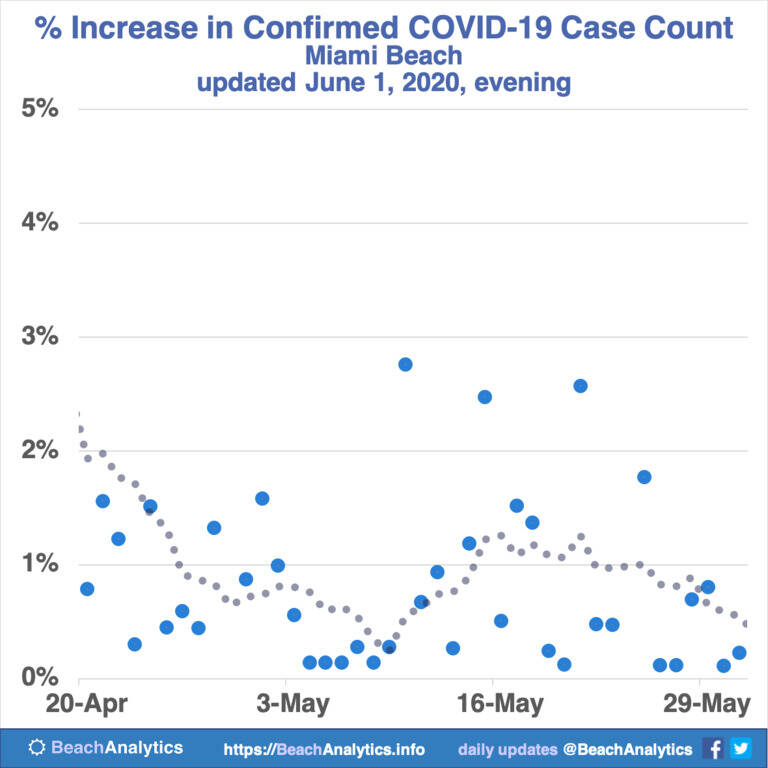 % Increase in Confirmed COVID-19 Case Count
Miami Beach
updated June 1, 2020, evening
5%
4%
3%
2%
1%
0%
20-Apr 3-May 16-May 29-May
BeachAnalytics https://BeachAnalytics.info daily updates @BeachAnalytics